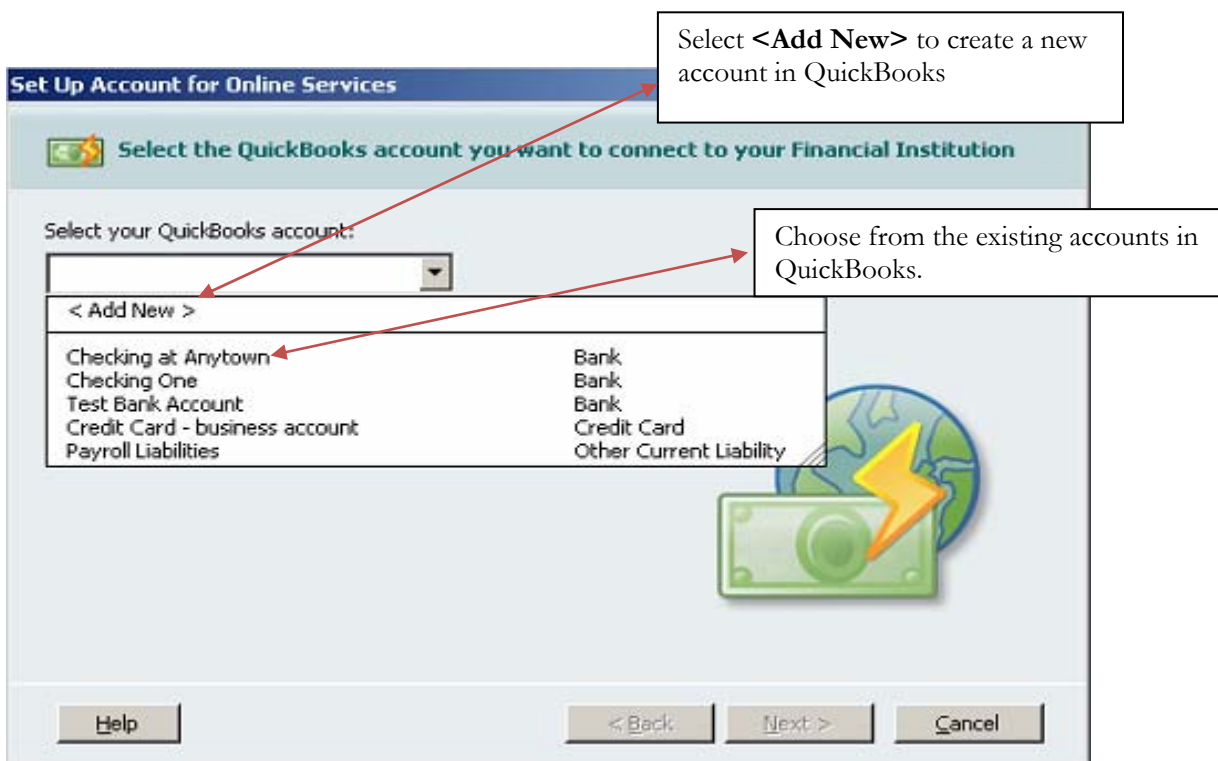 Select <Add New> to create a new
account in QuickBooks
Set Up Account for Online Services
Select the QuickBooks account you want to connect to your Financial Institution
Select your QuickBooks account:
Choose from the existing accounts in
QuickBooks.
< Add New >
Checking at Anytown Bank
Checking One Bank
Test Bank Account Bank
Credit Card - business account Credit Card
Payroll Liabilities Other Current Liability
Help < Back Next > Cancel